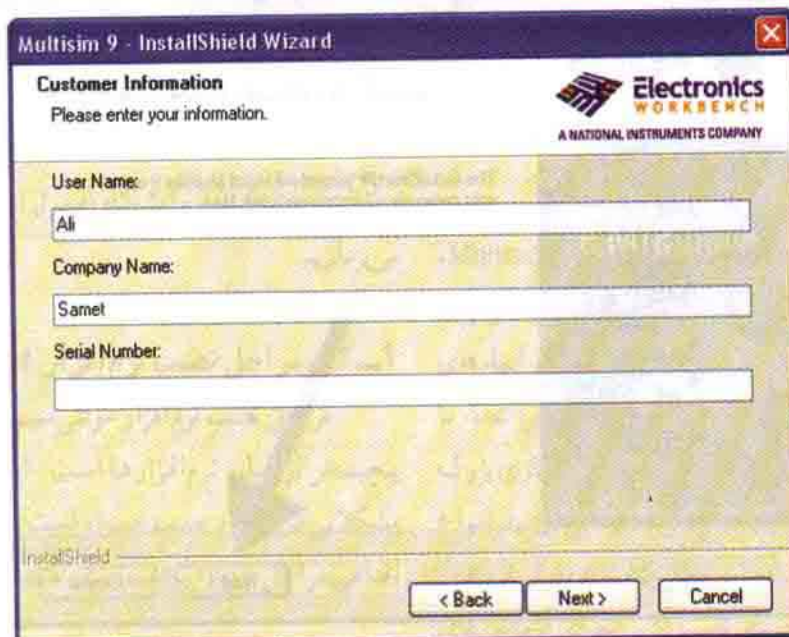 Multisim 9 - InstallShield Wizard
Customer Information
Please enter your information.
Electronics
WORKBENCH
A NATIONAL INSTRUMENTS COMPANY
User Name:
Ali
Company Name:
Samet
Serial Number:
InstallShield
< Back
Next >
Cancel